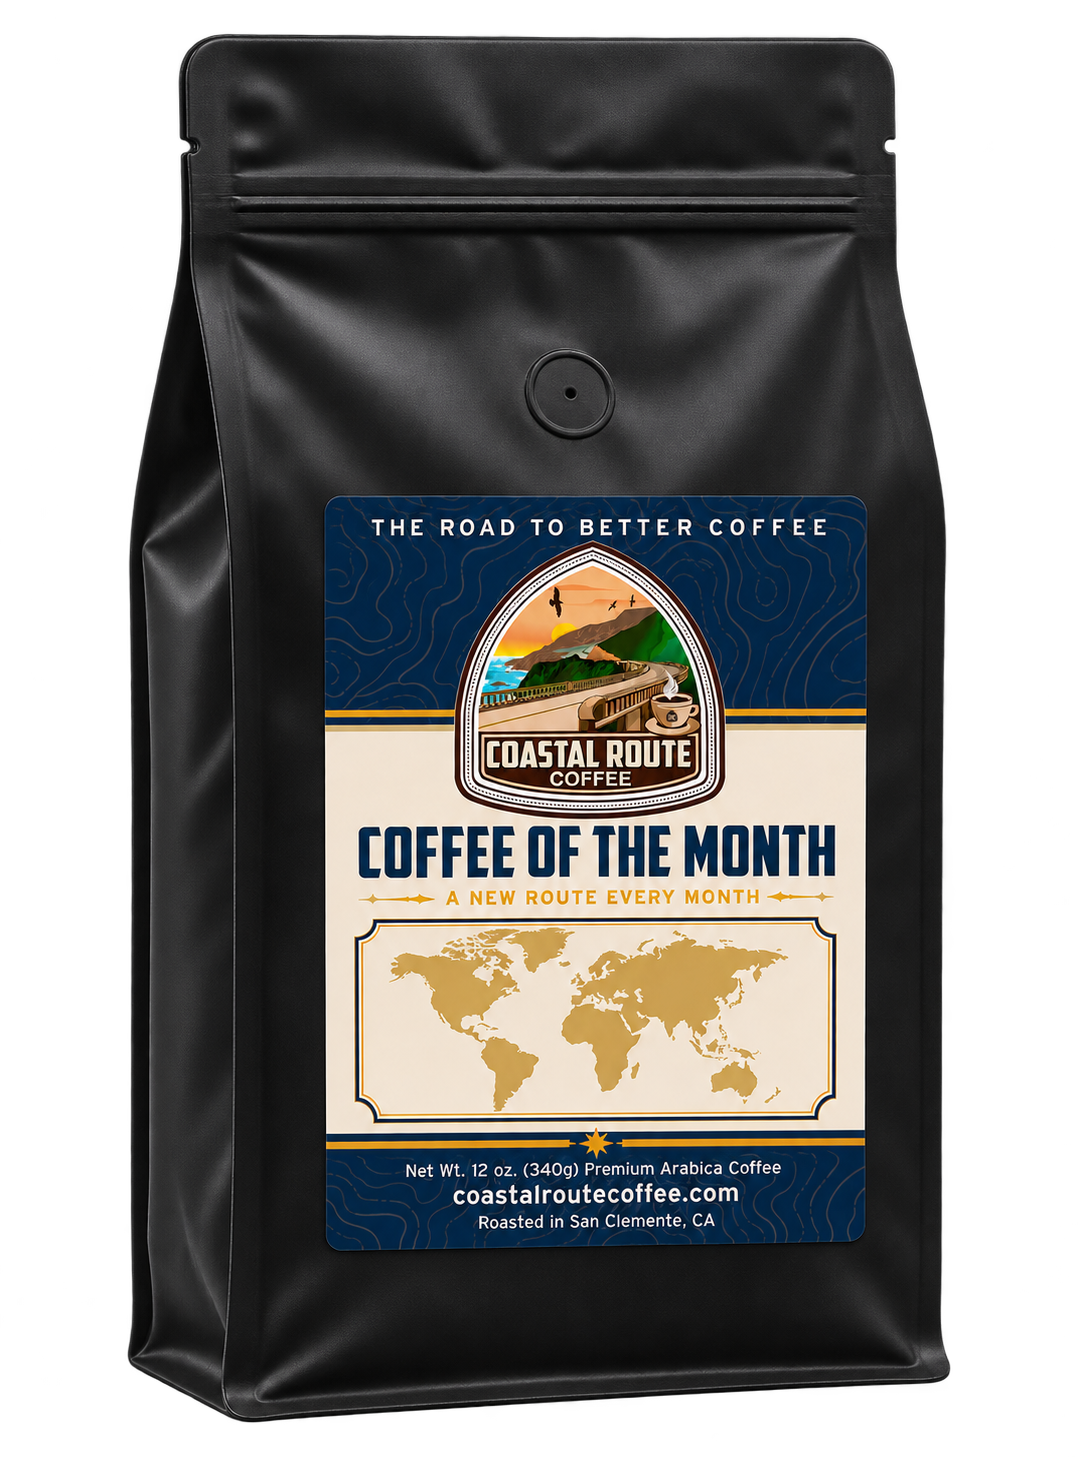 THE ROAD TO BETTER COFFEE
COASTAL ROUTE
COFFEE
COFFEE OF THE MONTH
A NEW ROUTE EVERY MONTH
Net Wt. 12 oz. (340g) Premium Arabica Coffee
coastalroutecoffee.com
Roasted in San Clemente, CA